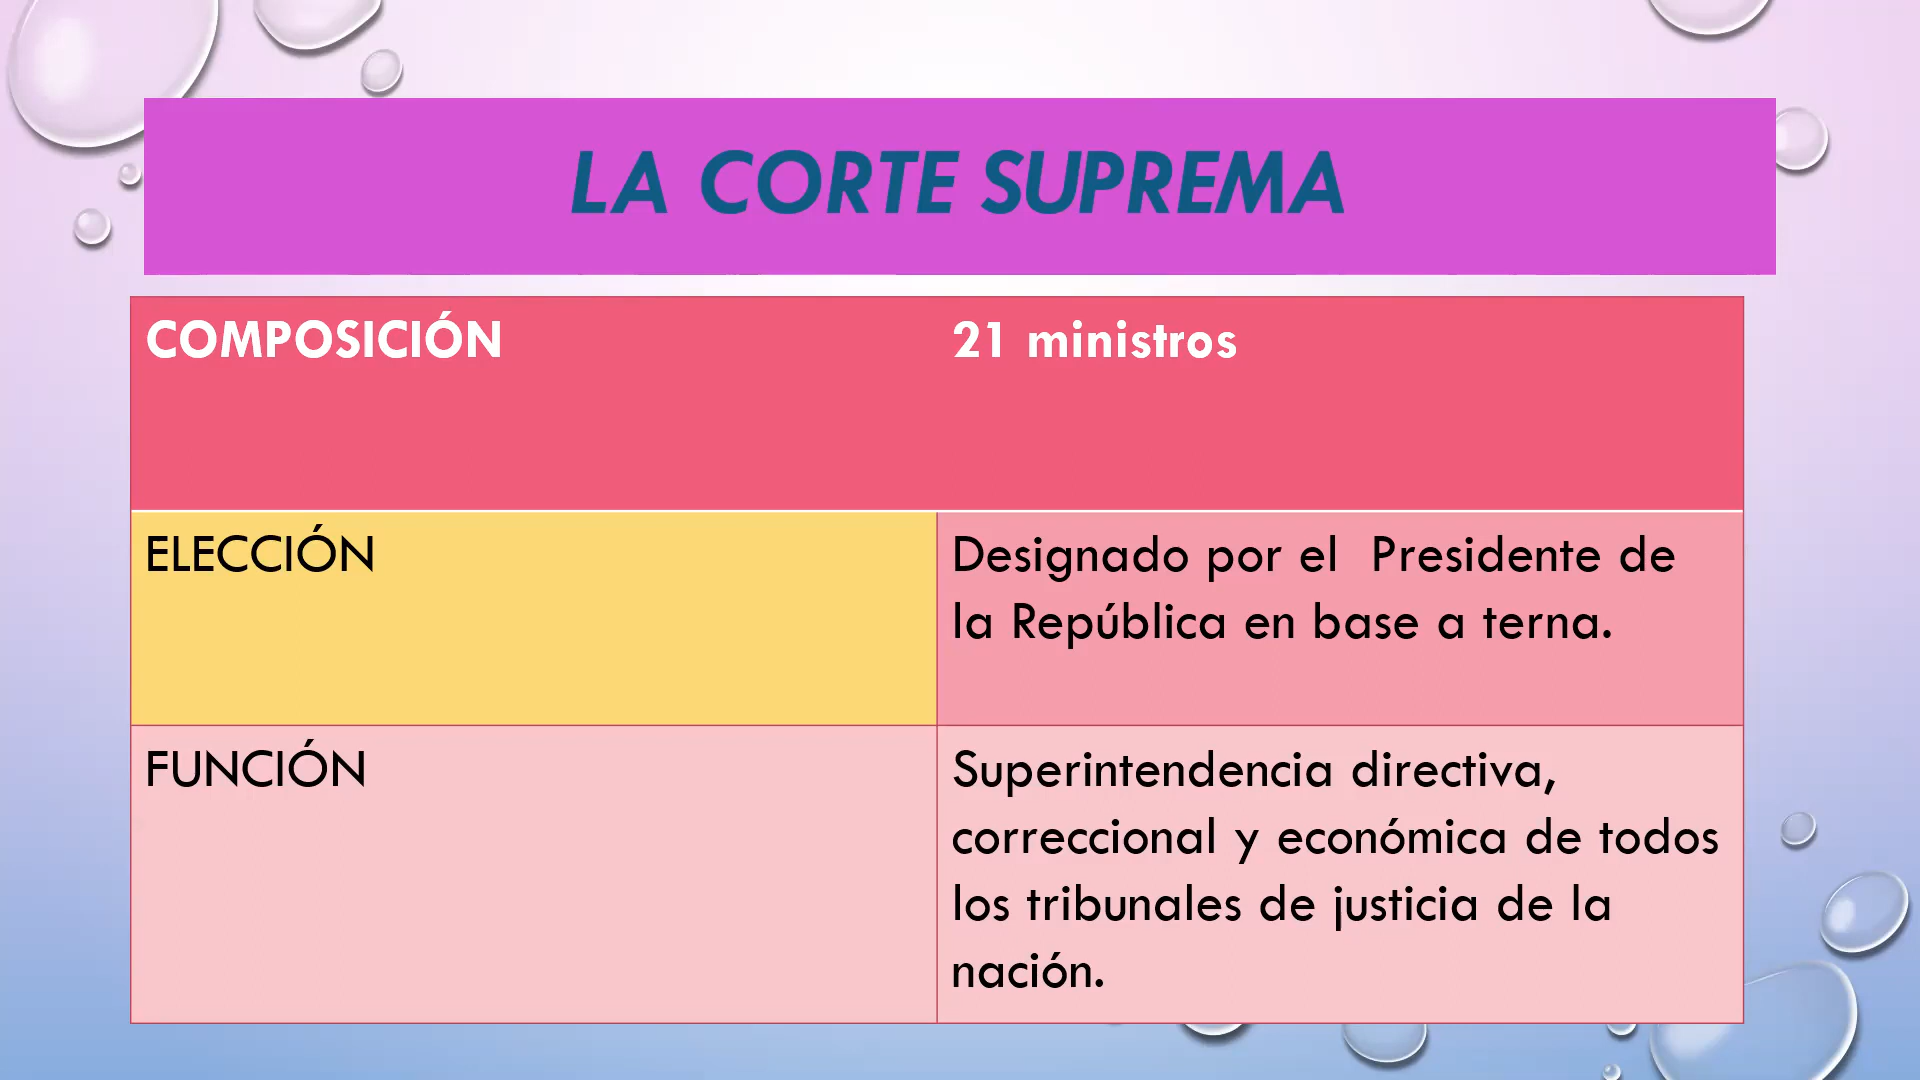 LA CORTE SUPREMA
COMPOSICIÓN
21 ministros
ELECCIÓN
Designado por el  Presidente de
la República en base a terna.
FUNCIÓN
Superintendencia directiva,
correccional y económica de todos
los tribunales de justicia de la
nación.